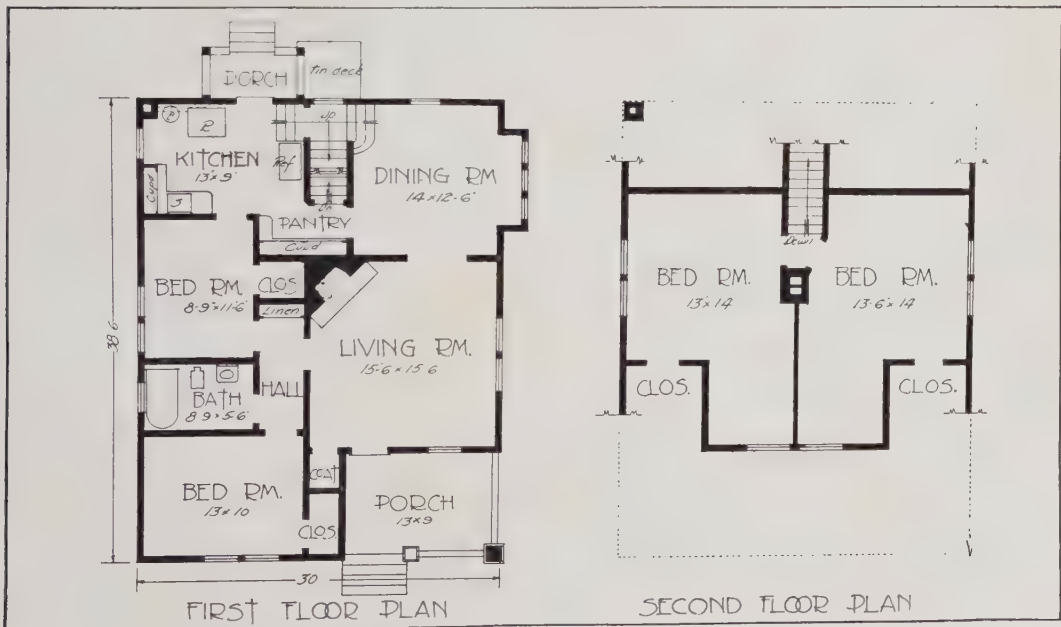 PORCH
tin deck
R
KITCHEN
13×9
Ref
up
Dn
DINING RM
14×12-6
Cupd
S
PANTRY
Cupd
BED RM.
8-9×11-6
CLOS
Linen
LIVING RM.
15-6×15 6
HALL
BATH
8 9×5-6
BED RM.
13×10
COAT
CLOS.
PORCH
13×9
38 6
30
FIRST FLOOR PLAN
Down
BED RM.
13×14
BED RM.
13-6×14
CLOS.
CLOS.
SECOND FLOOR PLAN